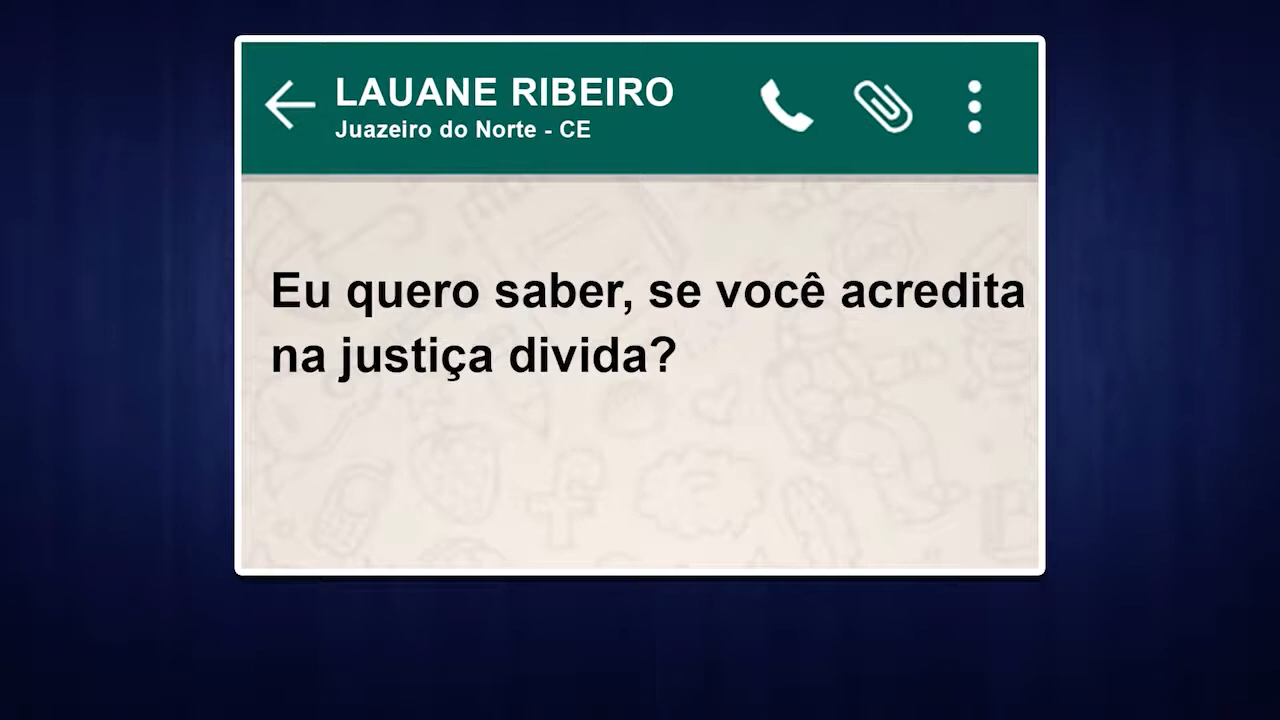 LAUANE RIBEIRO
Juazeiro do Norte - CE
Eu quero saber, se você acredita
na justiça divida?